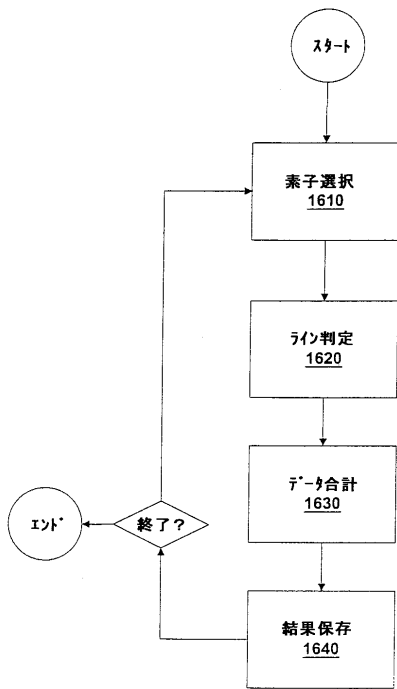 スタート
素子選択
1610
ライン判定
1620
データ合計
1630
エンド
終了?
結果保存
1640